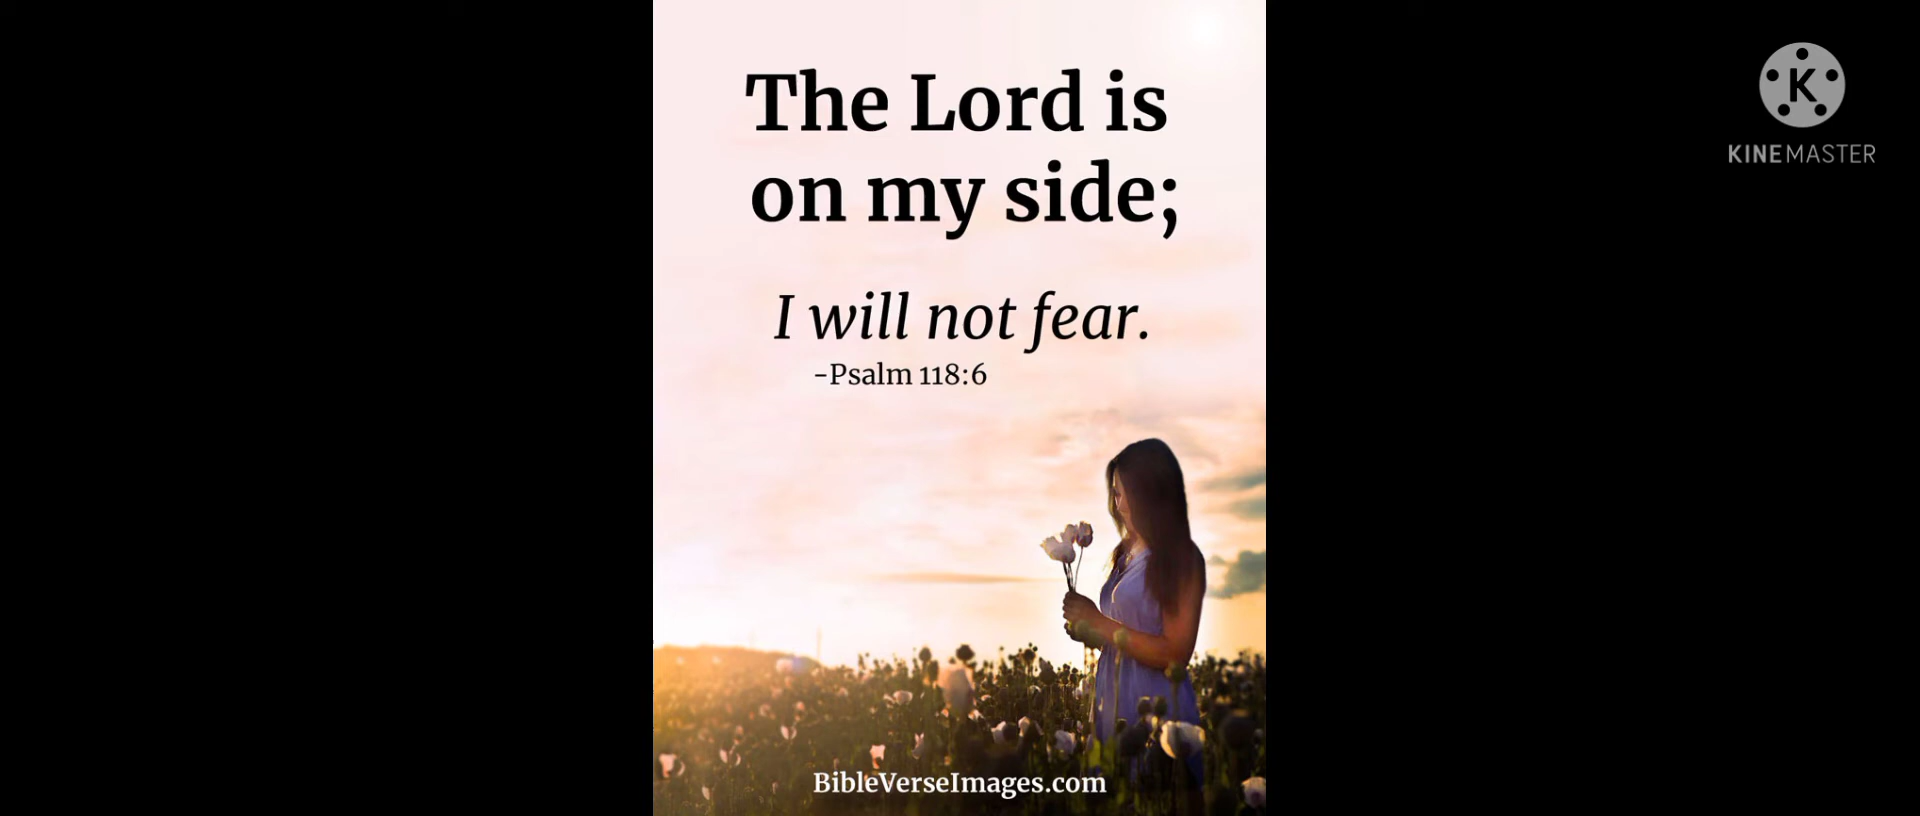 The Lord is
on my side;
I will not fear.
-Psalm 118:6
BibleVerseImages.com
K
KINEMASTER